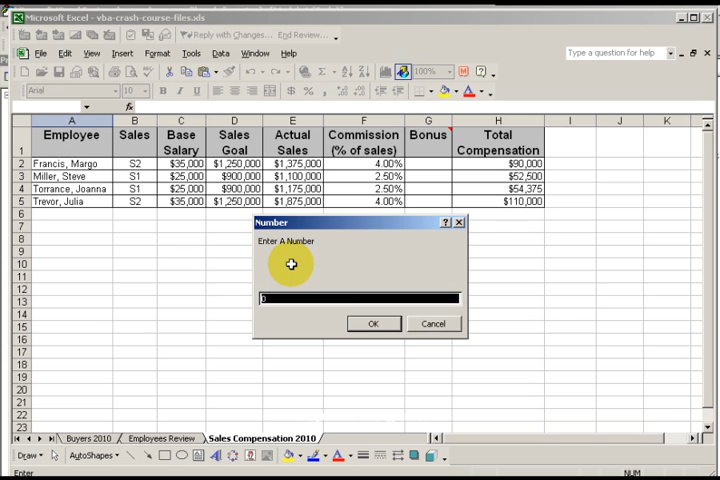 Microsoft Excel - vba-crash-course-files.xls
Reply with Changes... End Review...
File Edit View Insert Format Tools Data Window Help
Type a question for help
100%
Arial 10 B I U $ % ,
A B C D E F G H I J K
1 Employee Sales Base Salary Sales Goal Actual Sales Commission (% of sales) Bonus Total Compensation
2 Francis, Margo S2 $35,000 $1,250,000 $1,375,000 4.00% $90,000
3 Miller, Steve S1 $25,000 $900,000 $1,100,000 2.50% $52,500
4 Torrance, Joanna S1 $25,000 $900,000 $1,175,000 2.50% $54,375
5 Trevor, Julia S2 $35,000 $1,250,000 $1,875,000 4.00% $110,000
6
7 Number
8 Enter A Number
9
10
11
12
13 0
14
15 OK Cancel
16
17
18
19
20
21
22
23
Buyers 2010 Employees Review Sales Compensation 2010
Draw AutoShapes
Enter NUM